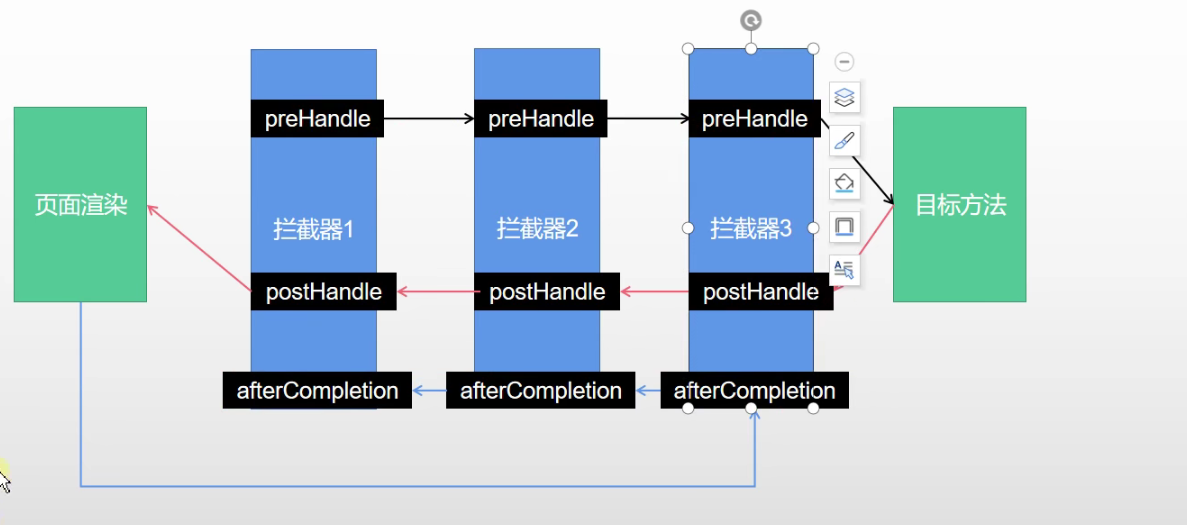 preHandle
preHandle
preHandle
页面渲染
拦截器1
拦截器2
拦截器3
目标方法
postHandle
postHandle
postHandle
afterCompletion
afterCompletion
afterCompletion